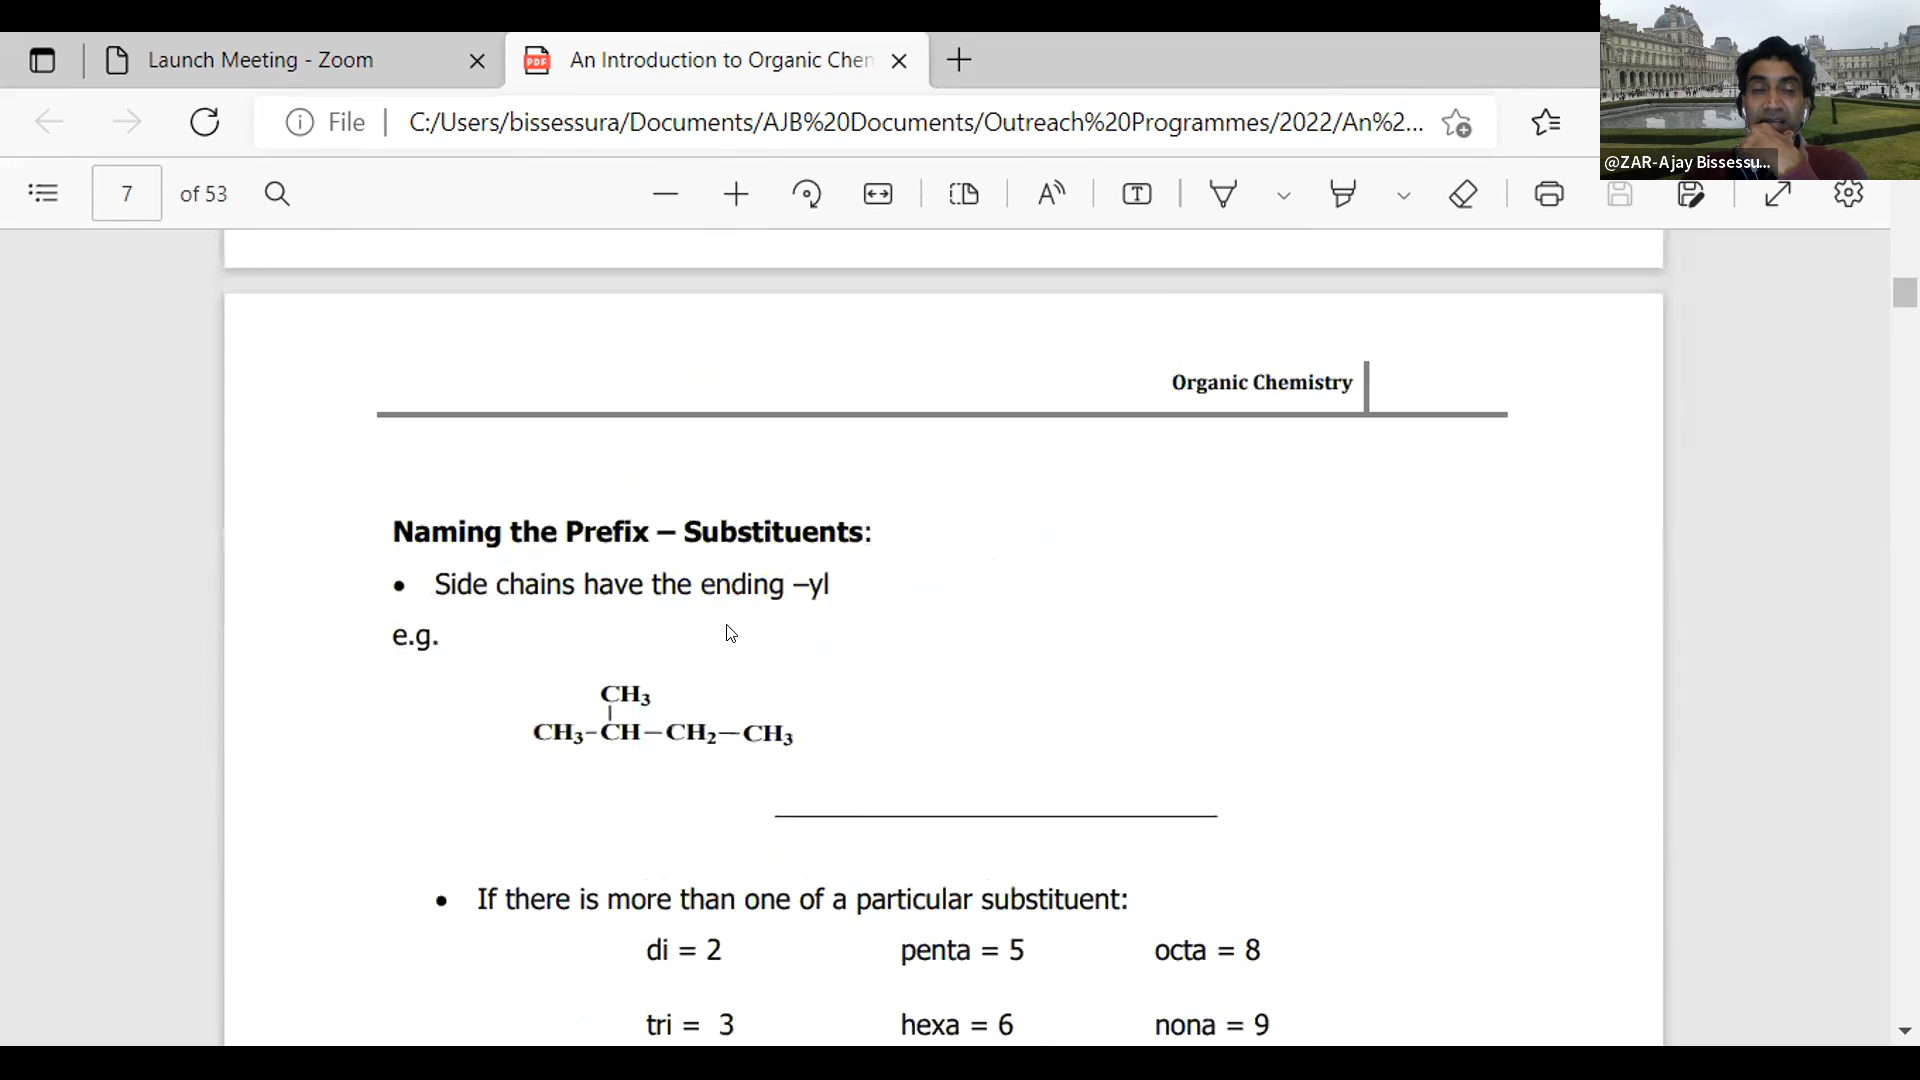 Launch Meeting - Zoom
An Introduction to Organic Chen
File
C:/Users/bissessura/Documents/AJB%20Documents/Outreach%20Programmes/2022/An%2...
@ZAR-Ajay Bissessu...
7 of 53
Organic Chemistry
Naming the Prefix – Substituents:
• Side chains have the ending –yl
e.g.
CH₃
CH₃-CH—CH₂—CH₃
• If there is more than one of a particular substituent:
di = 2 penta = 5 octa = 8
tri = 3 hexa = 6 nona = 9